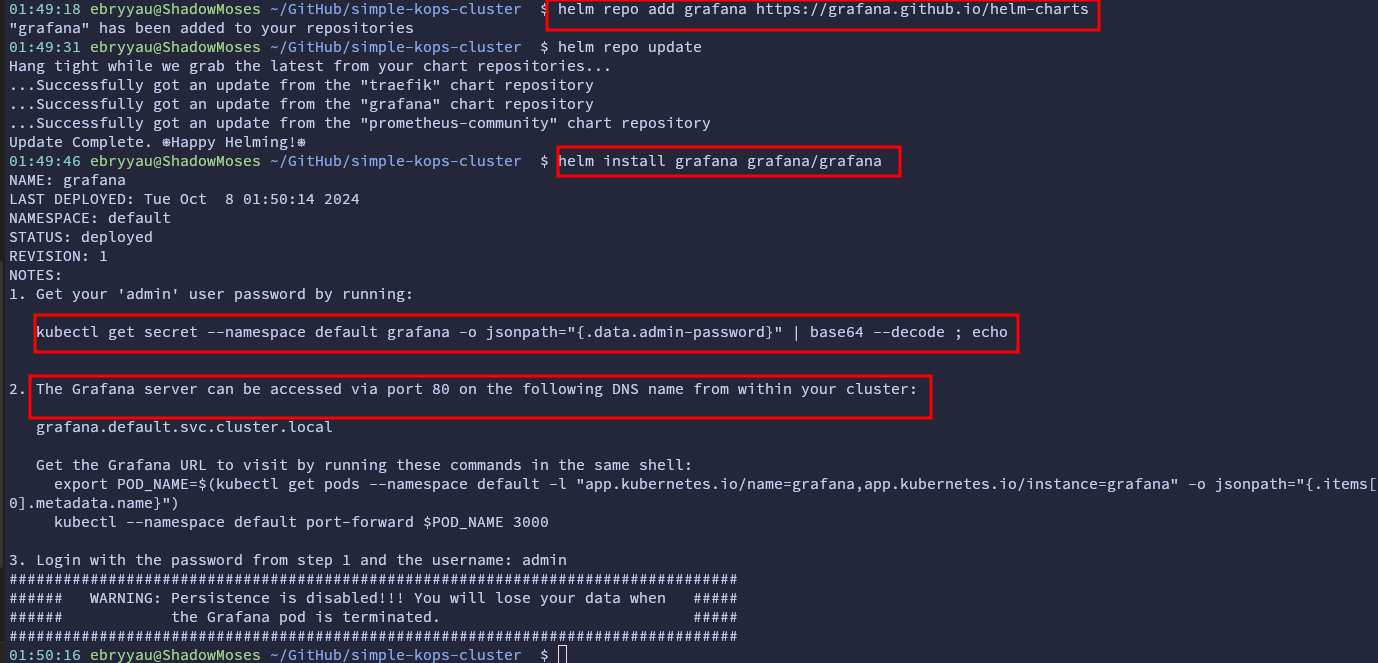 01:49:18 ebryyau@ShadowMoses ~/GitHub/simple-kops-cluster  $ helm repo add grafana https://grafana.github.io/helm-charts
"grafana" has been added to your repositories
01:49:31 ebryyau@ShadowMoses ~/GitHub/simple-kops-cluster  $ helm repo update
Hang tight while we grab the latest from your chart repositories...
...Successfully got an update from the "traefik" chart repository
...Successfully got an update from the "grafana" chart repository
...Successfully got an update from the "prometheus-community" chart repository
Update Complete. ⎈Happy Helming!⎈
01:49:46 ebryyau@ShadowMoses ~/GitHub/simple-kops-cluster  $ helm install grafana grafana/grafana
NAME: grafana
LAST DEPLOYED: Tue Oct  8 01:50:14 2024
NAMESPACE: default
STATUS: deployed
REVISION: 1
NOTES:
1. Get your 'admin' user password by running:
kubectl get secret --namespace default grafana -o jsonpath="{.data.admin-password}" | base64 --decode ; echo
2. The Grafana server can be accessed via port 80 on the following DNS name from within your cluster:
grafana.default.svc.cluster.local
Get the Grafana URL to visit by running these commands in the same shell:
export POD_NAME=$(kubectl get pods --namespace default -l "app.kubernetes.io/name=grafana,app.kubernetes.io/instance=grafana" -o jsonpath="{.items[
0].metadata.name}")
kubectl --namespace default port-forward $POD_NAME 3000
3. Login with the password from step 1 and the username: admin
#################################################################################
######   WARNING: Persistence is disabled!!! You will lose your data when   #####
######            the Grafana pod is terminated.                            #####
#################################################################################
01:50:16 ebryyau@ShadowMoses ~/GitHub/simple-kops-cluster  $